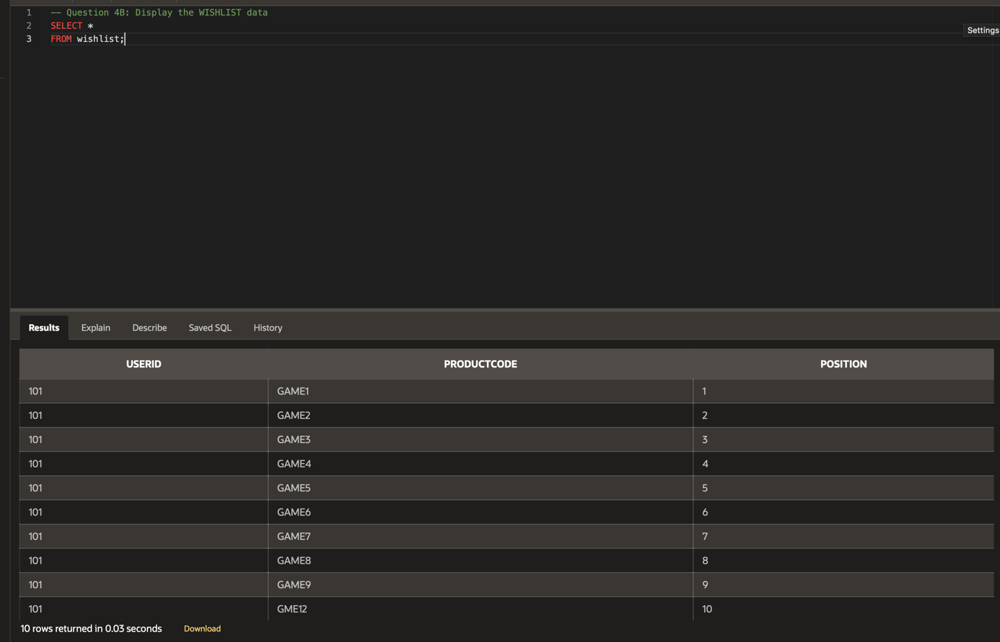 1 -- Question 4B: Display the WISHLIST data
2 SELECT *
3 FROM wishlist;
Settings
Results Explain Describe Saved SQL History
USERID PRODUCTCODE POSITION
101 GAME1 1
101 GAME2 2
101 GAME3 3
101 GAME4 4
101 GAME5 5
101 GAME6 6
101 GAME7 7
101 GAME8 8
101 GAME9 9
101 GME12 10
10 rows returned in 0.03 seconds Download